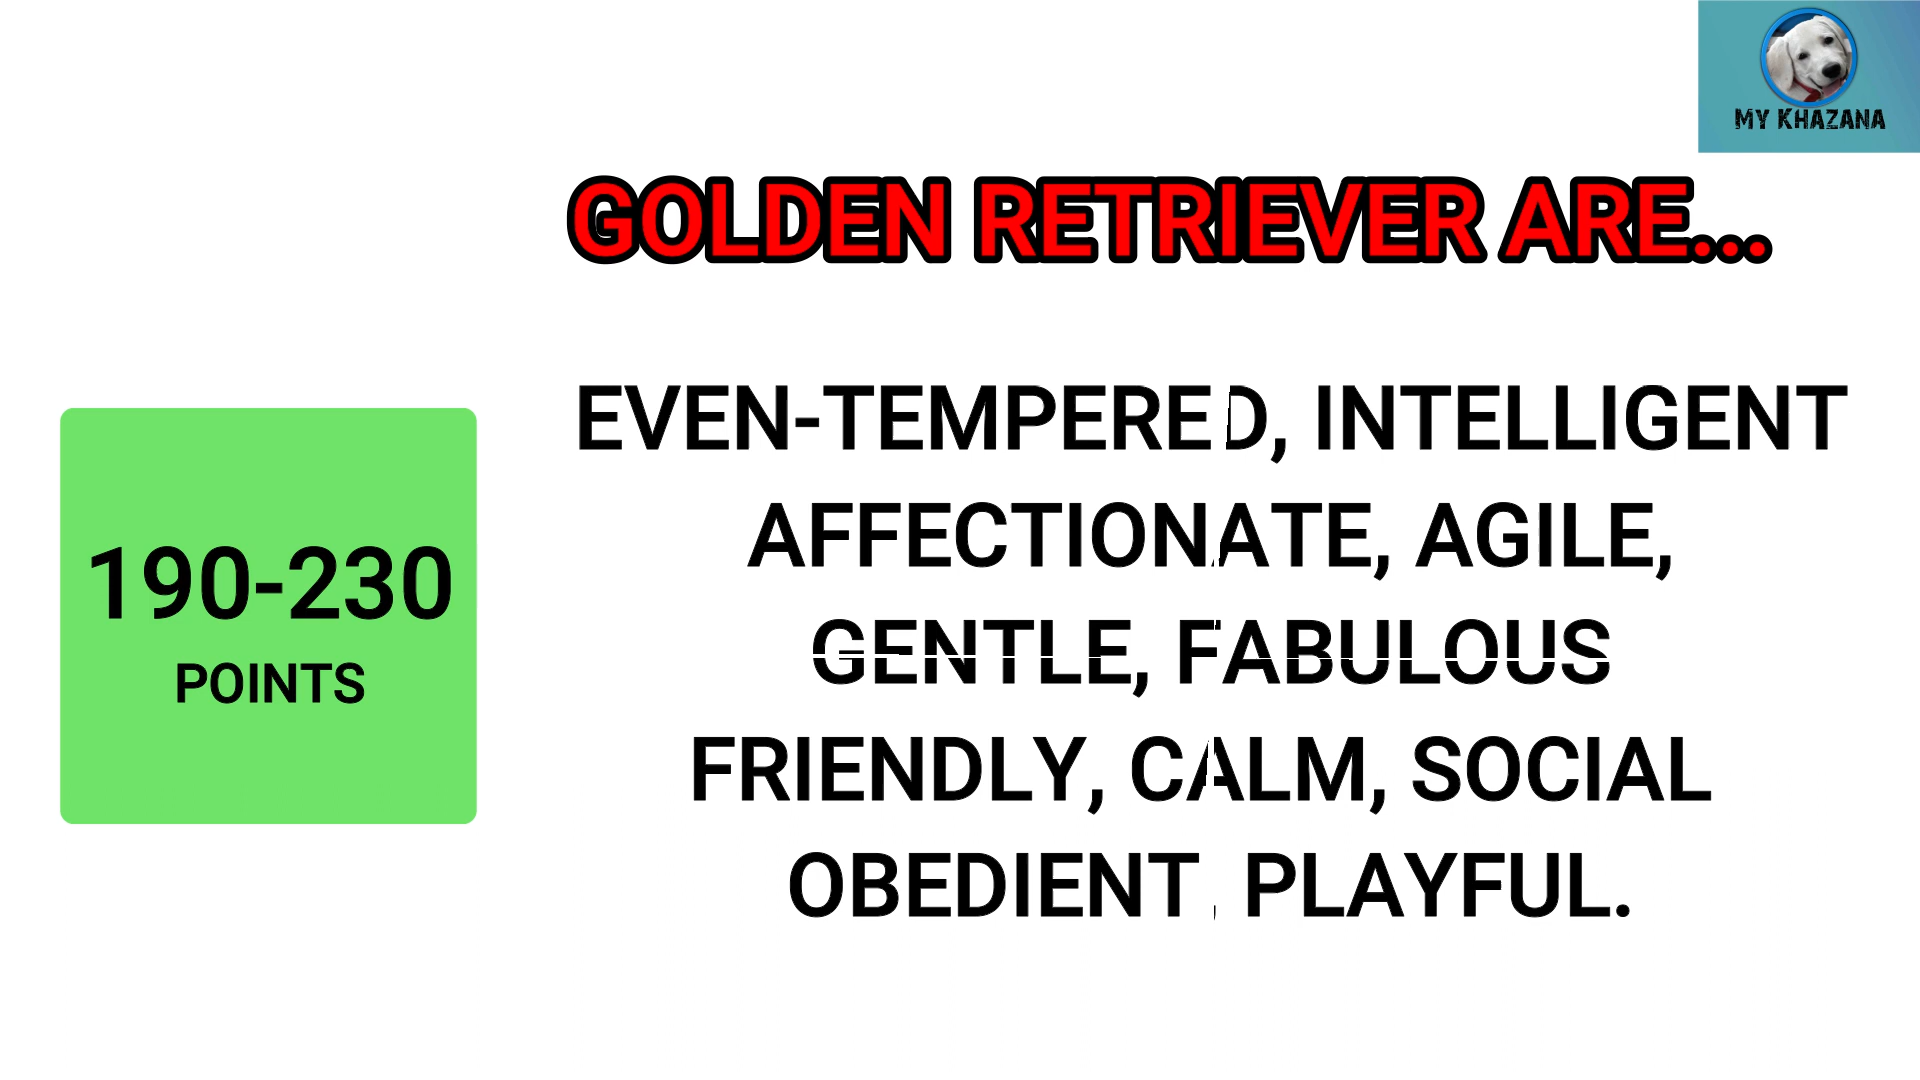 MY KHAZANA
GOLDEN RETRIEVER ARE...
190-230
POINTS
EVEN-TEMPERED, INTELLIGENT
AFFECTIONATE, AGILE,
GENTLE, FABULOUS
FRIENDLY, CALM, SOCIAL
OBEDIENT, PLAYFUL.